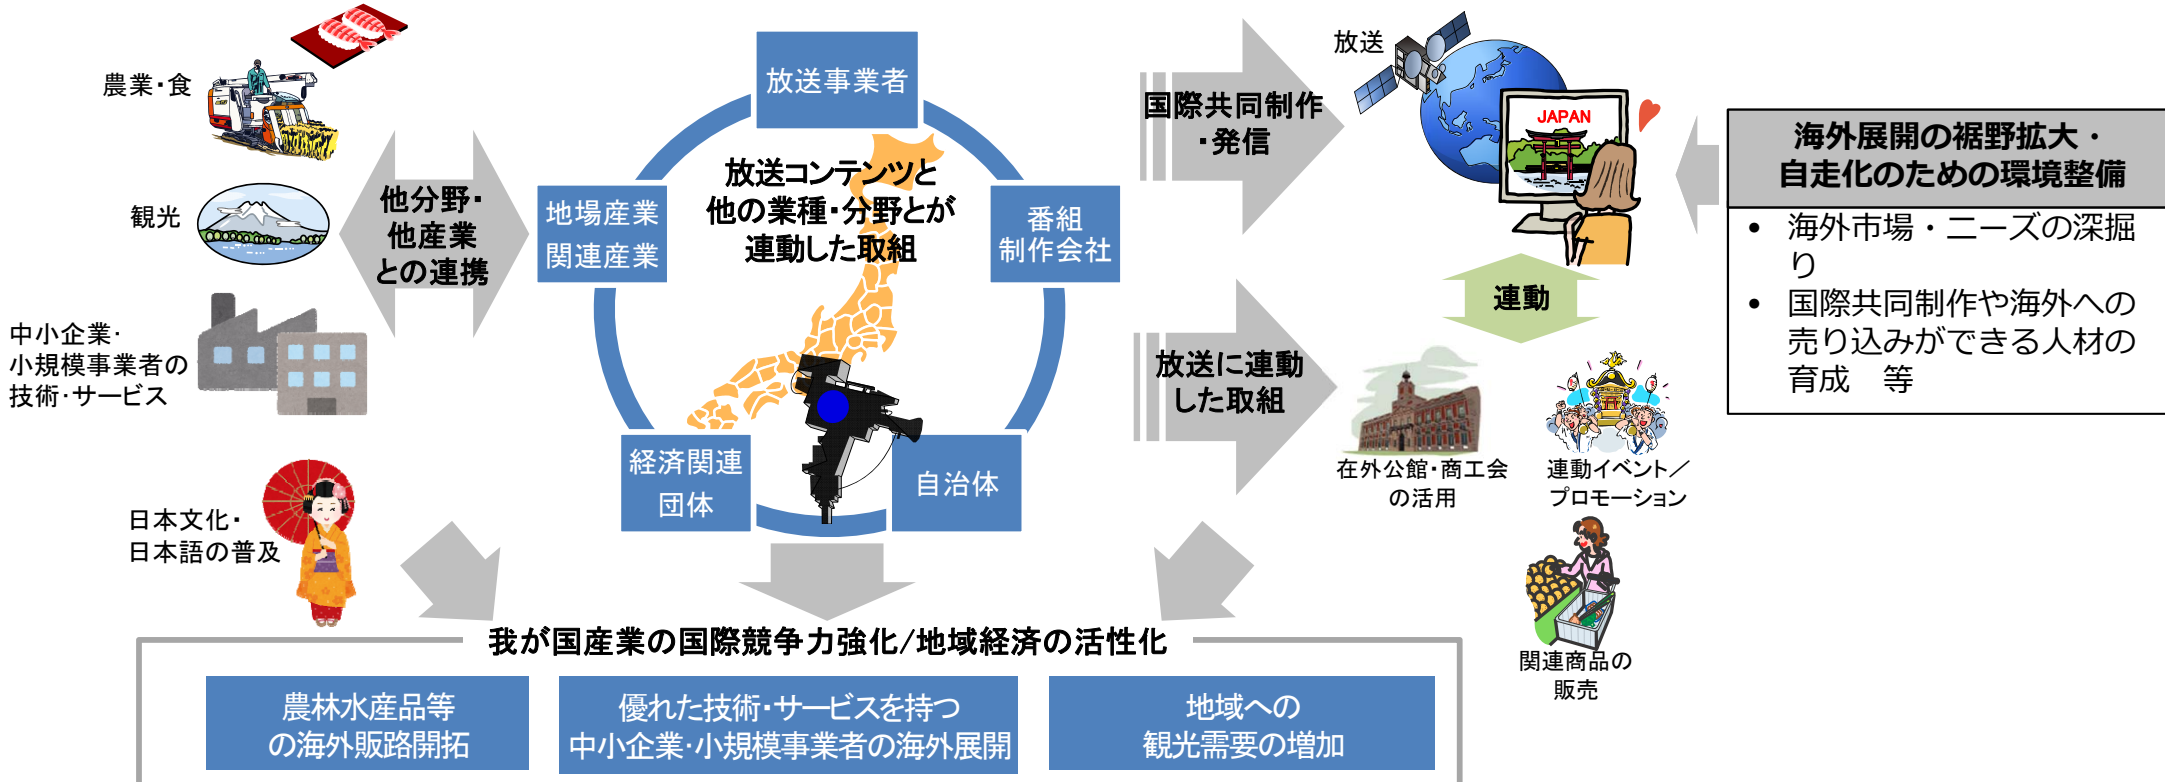 農業・食
観光
中小企業・
小規模事業者の
技術・サービス
日本文化・
日本語の普及
他分野・
他産業
との連携
放送事業者
地場産業
関連産業
番組
制作会社
経済関連
団体
自治体
放送コンテンツと
他の業種・分野とが
連動した取組
国際共同制作
・発信
放送に連動
した取組
放送
JAPAN
連動
在外公館・商工会
の活用
連動イベント／
プロモーション
関連商品の
販売
海外展開の裾野拡大・
自走化のための環境整備
• 海外市場・ニーズの深掘
り
• 国際共同制作や海外への
売り込みができる人材の
育成　等
我が国産業の国際競争力強化/地域経済の活性化
農林水産品等
の海外販路開拓
優れた技術・サービスを持つ
中小企業・小規模事業者の海外展開
地域への
観光需要の増加